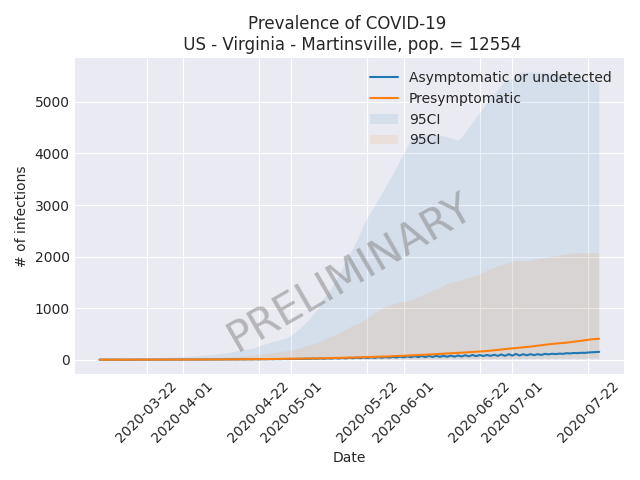 Prevalence of COVID-19
US - Virginia - Martinsville, pop. = 12554
Asymptomatic or undetected
Presymptomatic
95CI
95CI
# of infections
5000
4000
3000
2000
1000
0
PRELIMINARY
2020-03-22
2020-04-01
2020-04-22
2020-05-01
2020-05-22
2020-06-01
2020-06-22
2020-07-01
2020-07-22
Date